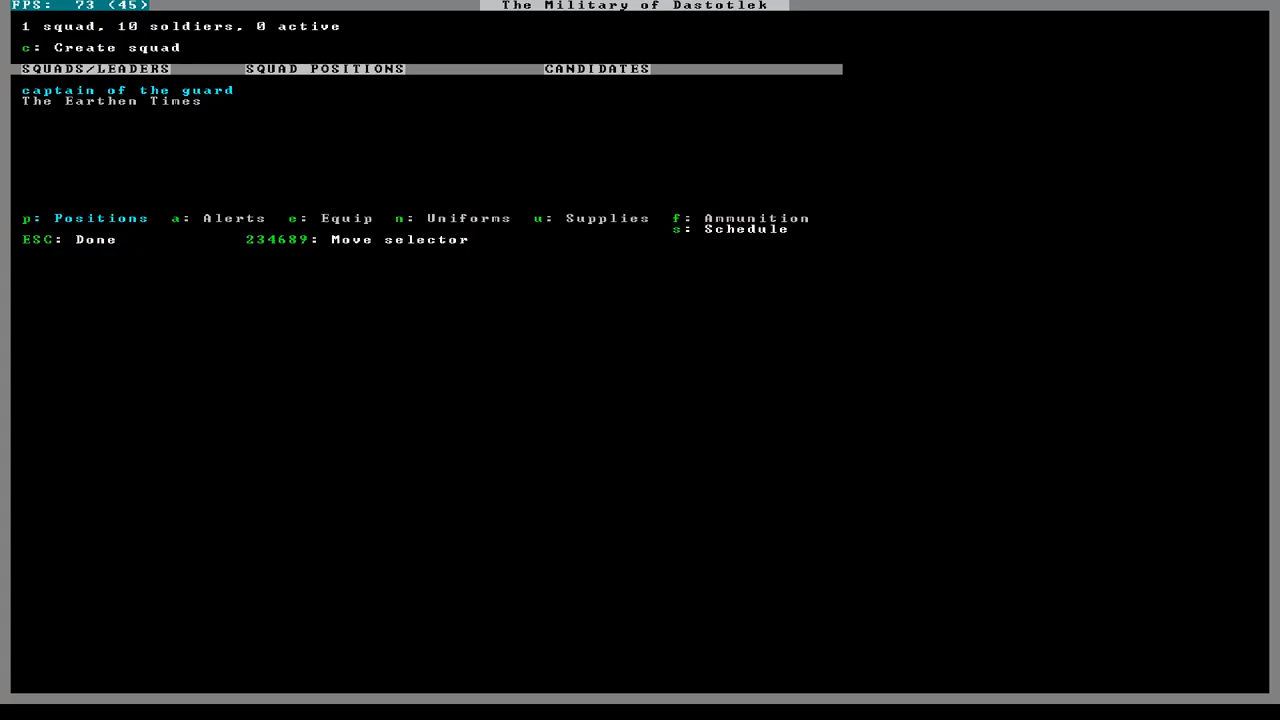 FPS: 73 (45)
The Military of Dastotlek
1 squad, 10 soldiers, 0 active
c: Create squad
SQUADS/LEADERS SQUAD POSITIONS CANDIDATES
captain of the guard
The Earthen Times
p: Positions a: Alerts e: Equip n: Uniforms u: Supplies f: Ammunition
s: Schedule
ESC: Done 234689: Move selector